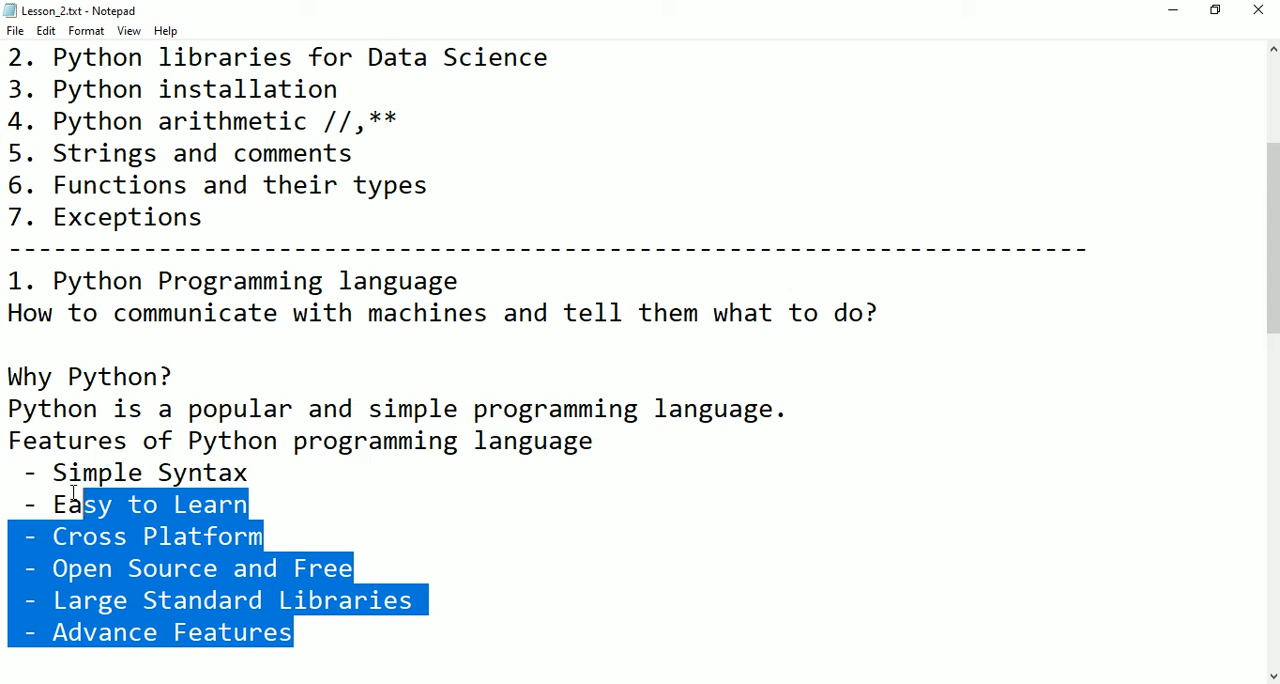 Lesson_2.txt - Notepad
File Edit Format View Help
2. Python libraries for Data Science
3. Python installation
4. Python arithmetic //,**
5. Strings and comments
6. Functions and their types
7. Exceptions
------------------------------------------------------------------------
1. Python Programming language
How to communicate with machines and tell them what to do?
Why Python?
Python is a popular and simple programming language.
Features of Python programming language
- Simple Syntax
- Easy to Learn
- Cross Platform
- Open Source and Free
- Large Standard Libraries
- Advance Features